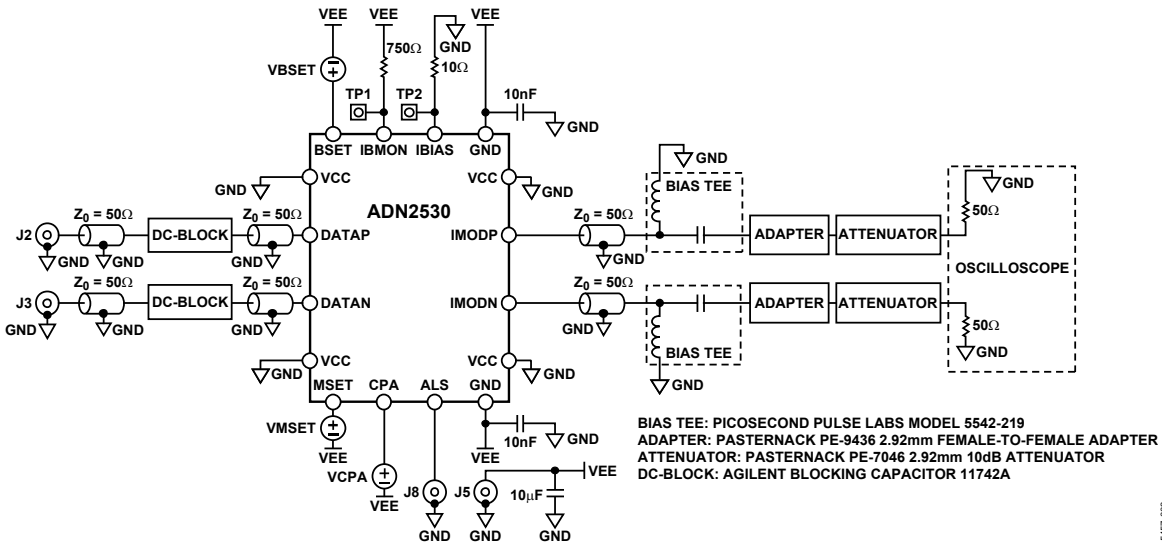 VEE VEE GND VEE
750Ω 10Ω
VBSET
TP1 TP2 10nF
GND
BSET IBMON IBIAS GND
GND VCC VCC GND
ADN2530
GND
BIAS TEE
GND
50Ω
J2 Z0 = 50Ω DC-BLOCK Z0 = 50Ω DATAP IMODP Z0 = 50Ω ADAPTER ATTENUATOR
GND GND GND GND
OSCILLOSCOPE
J3 Z0 = 50Ω DC-BLOCK Z0 = 50Ω DATAN IMODN Z0 = 50Ω ADAPTER ATTENUATOR
GND GND GND GND
50Ω
GND
BIAS TEE
GND
GND VCC VCC GND
MSET CPA ALS GND
VMSET
VEE
10nF GND
VEE
VCPA
VEE
J8 J5 10μF VEE
GND GND GND
BIAS TEE: PICOSECOND PULSE LABS MODEL 5542-219
ADAPTER: PASTERNACK PE-9436 2.92mm FEMALE-TO-FEMALE ADAPTER
ATTENUATOR: PASTERNACK PE-7046 2.92mm 10dB ATTENUATOR
DC-BLOCK: AGILENT BLOCKING CAPACITOR 11742A